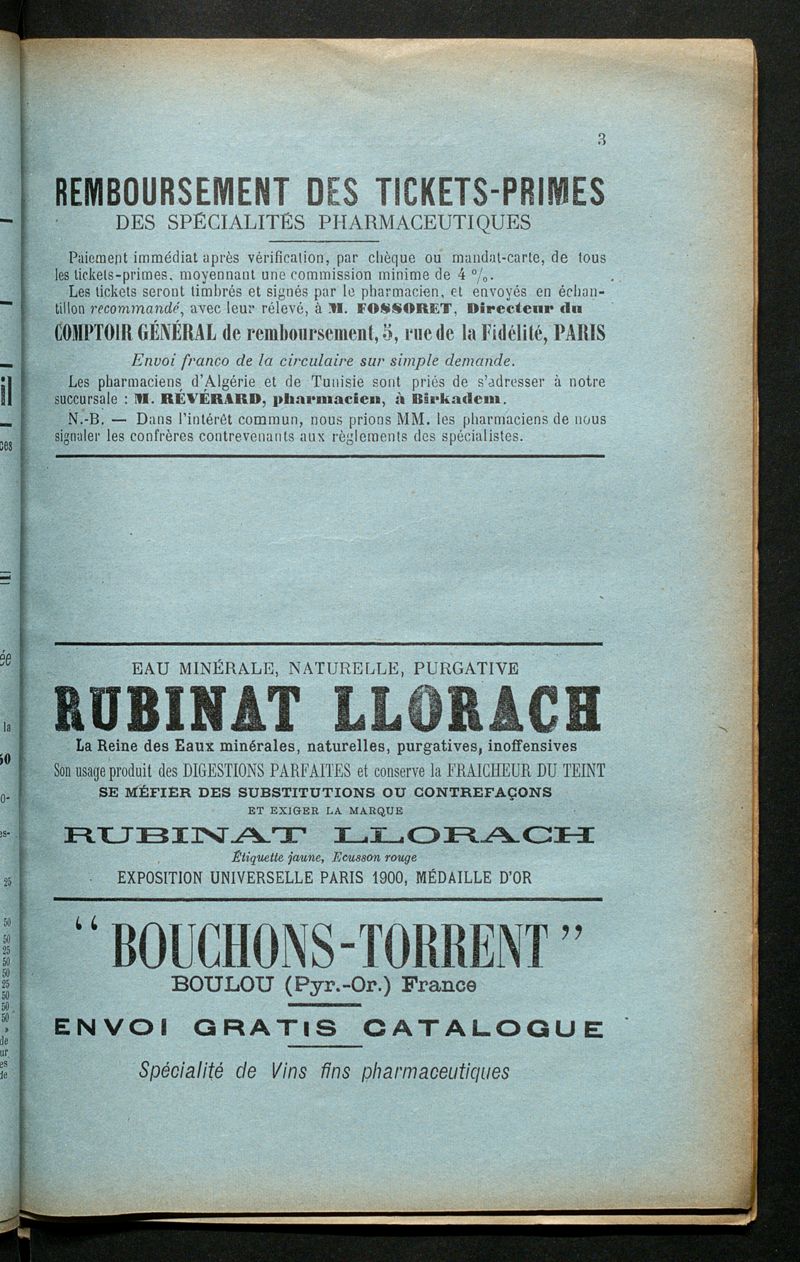 3
REMBOURSEMENT DES TICKETS-PRIMES
DES SPÉCIALITÉS PHARMACEUTIQUES
Paiement immédiat après vérification, par chèque ou mandat-carte, de tous
les tickets-primes, moyennant une commission minime de 4 %.
Les tickets seront timbrés et signés par le pharmacien, et envoyés en échan-
tillon recommandé, avec leur rélevé, à M. FOSSORET, Directeur du
COMPTOIR GÉNÉRAL de remboursement, 5, rue de la Fidélité, PARIS
Envoi franco de la circulaire sur simple demande.
Les pharmaciens d'Algérie et de Tunisie sont priés de s'adresser à notre
succursale : M. RÉVÉRARD, pharmacien, à Birkadem.
N.-B. — Dans l'intérêt commun, nous prions MM. les pharmaciens de nous
signaler les confrères contrevenants aux règlements des spécialistes.
EAU MINÉRALE, NATURELLE, PURGATIVE
RUBINAT LLORACH
La Reine des Eaux minérales, naturelles, purgatives, inoffensives
Son usage produit des DIGESTIONS PARFAITES et conserve la FRAICHEUR DU TEINT
SE MÉFIER DES SUBSTITUTIONS OU CONTREFAÇONS
ET EXIGER LA MARQUE
RUBINAT LLORACH
Étiquette jaune, Ecusson rouge
EXPOSITION UNIVERSELLE PARIS 1900, MÉDAILLE D'OR
"BOUCHONS-TORRENT"
BOULOU (Pyr.-Or.) France
ENVOI GRATIS CATALOGUE
Spécialité de Vins fins pharmaceutiques